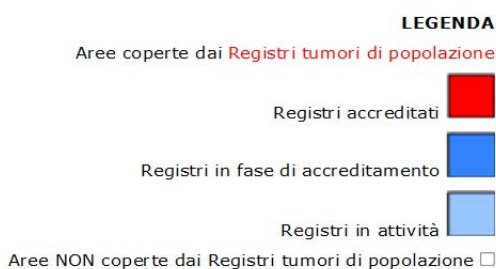 LEGENDA
Aree coperte dai Registri tumori di popolazione
Registri accreditati
Registri in fase di accreditamento
Registri in attività
Aree NON coperte dai Registri tumori di popolazione